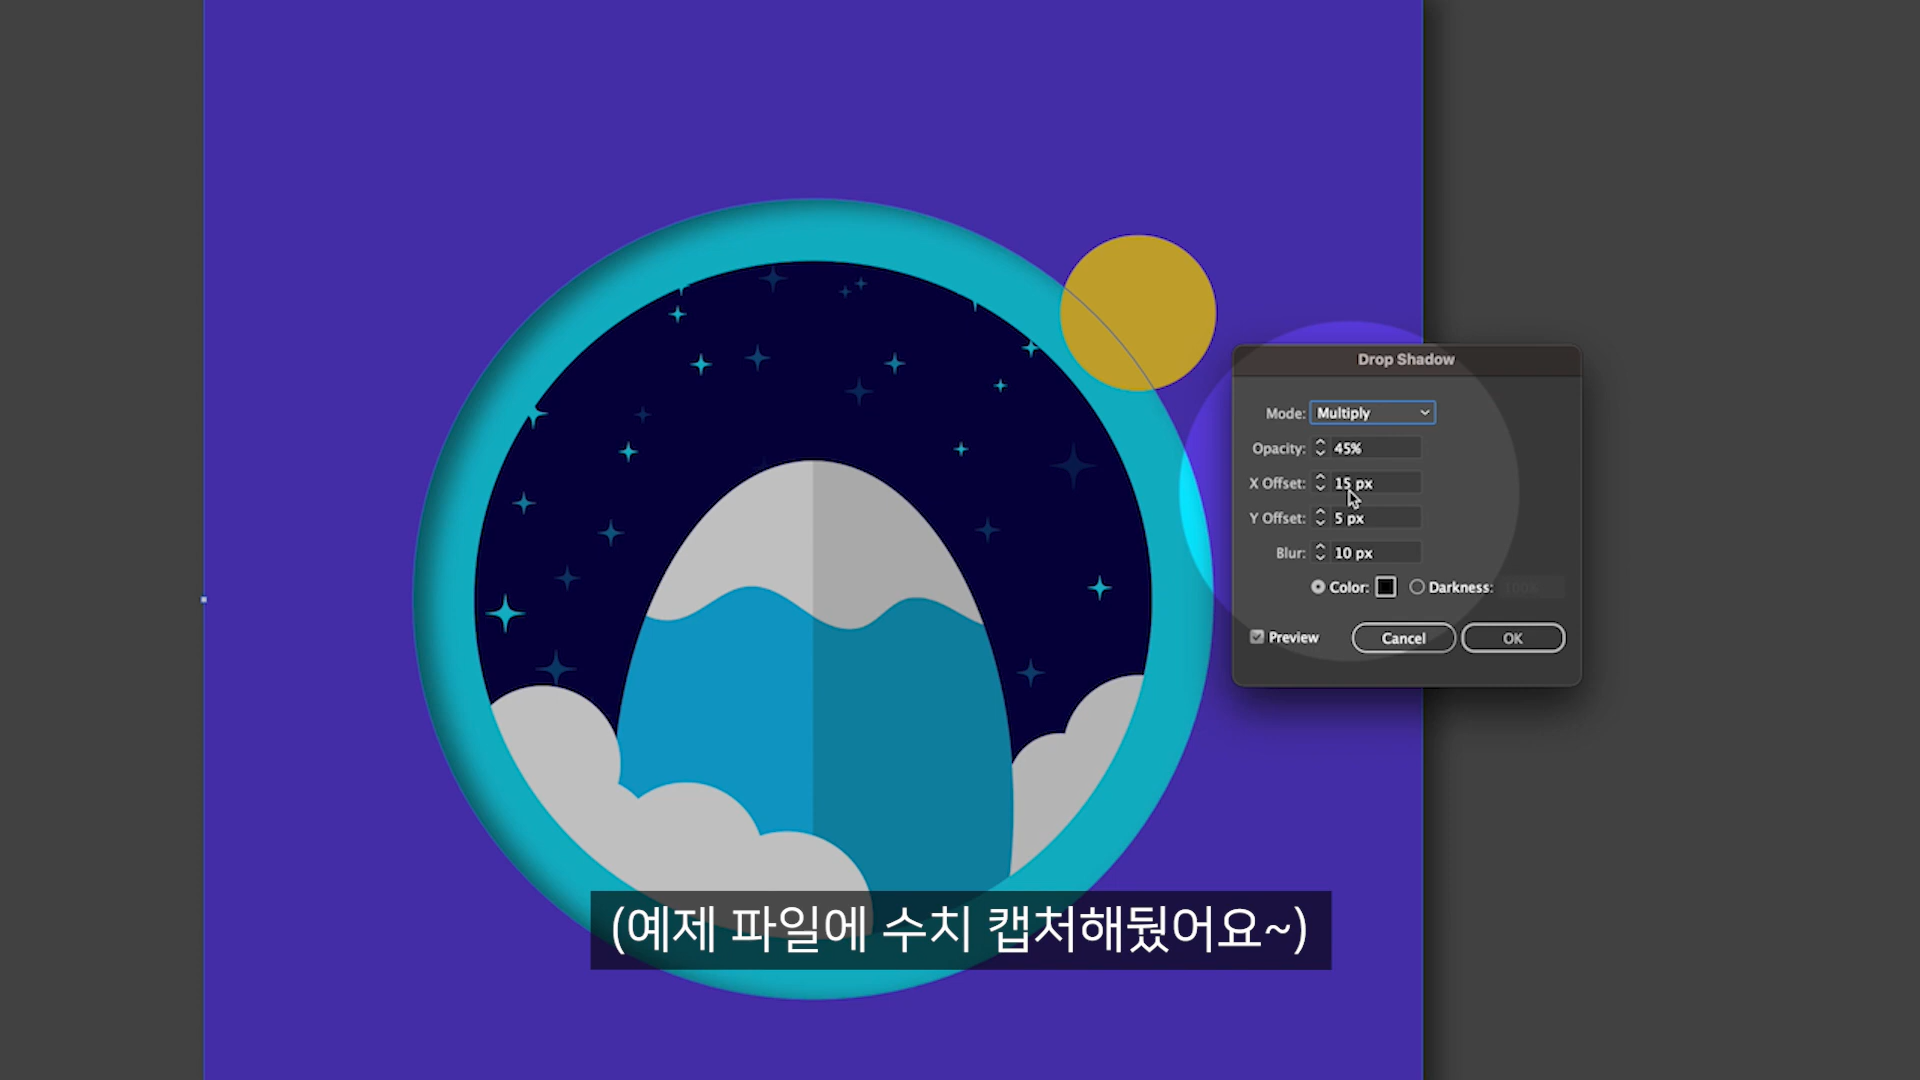 Drop Shadow
Mode: Multiply
Opacity: 45%
X Offset: 15 px
Y Offset: 5 px
Blur: 10 px
Color: Darkness: 100%
Preview Cancel OK
(예제 파일에 수치 캡처해뒀어요~)